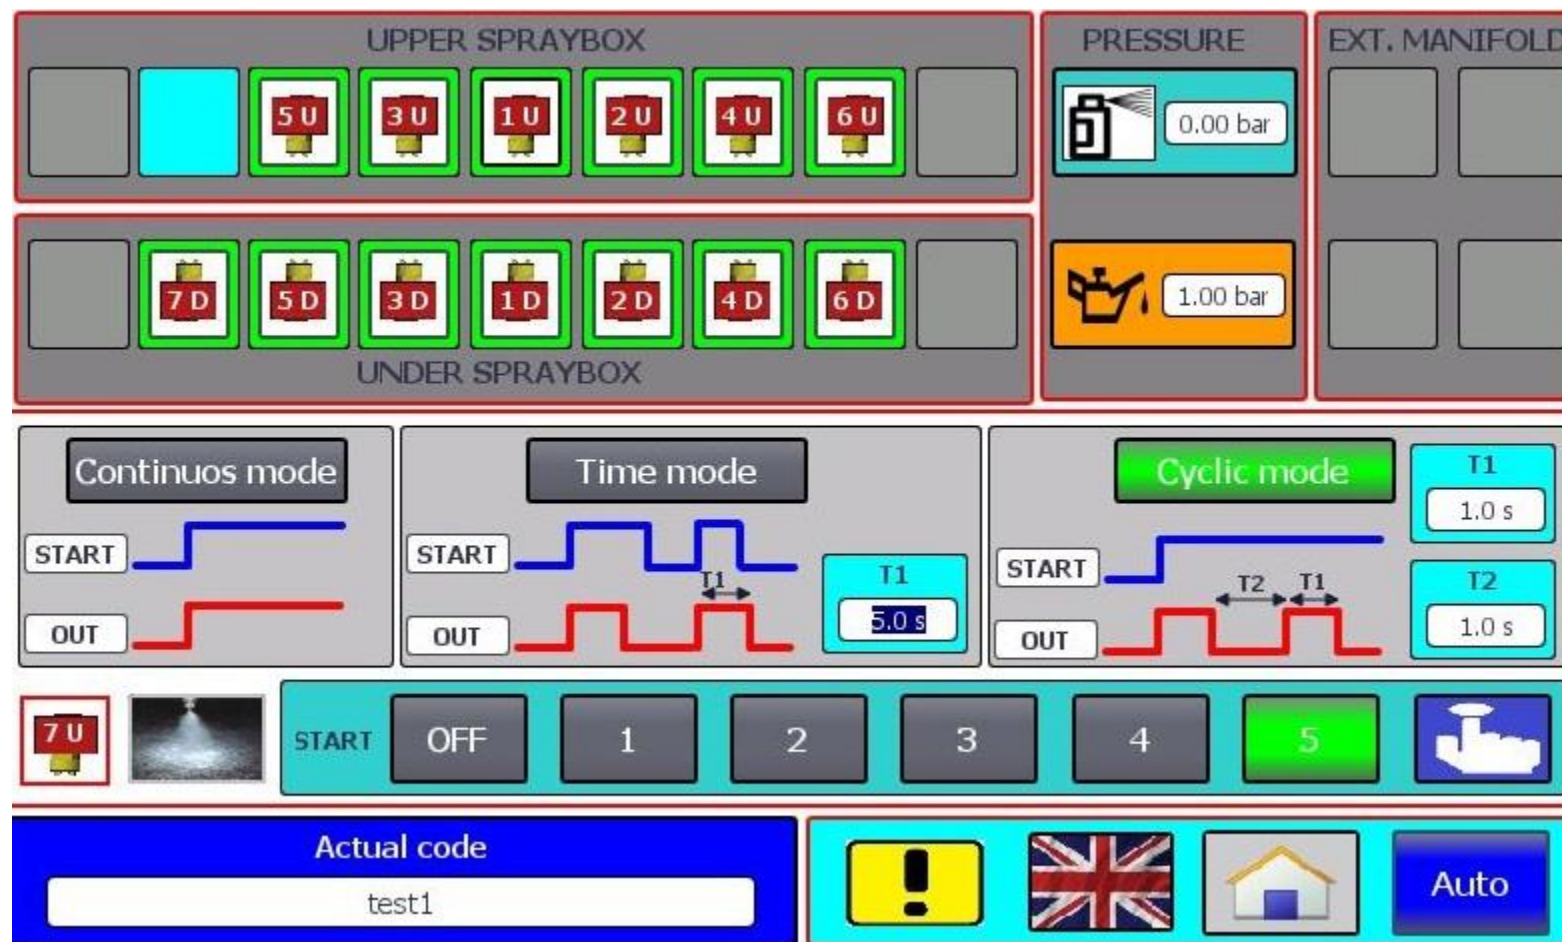 UPPER SPRAYBOX
PRESSURE
EXT. MANIFOLD
5 U 3 U 1 U 2 U 4 U 6 U
0.00 bar
7 D 5 D 3 D 1 D 2 D 4 D 6 D
1.00 bar
UNDER SPRAYBOX
Continuos mode
START
OUT
Time mode
START
T1
OUT
T1
5.0 s
Cyclic mode
START
T2 T1
OUT
T1
1.0 s
T2
1.0 s
7 U
START OFF 1 2 3 4 5
Actual code
test1
!
Auto